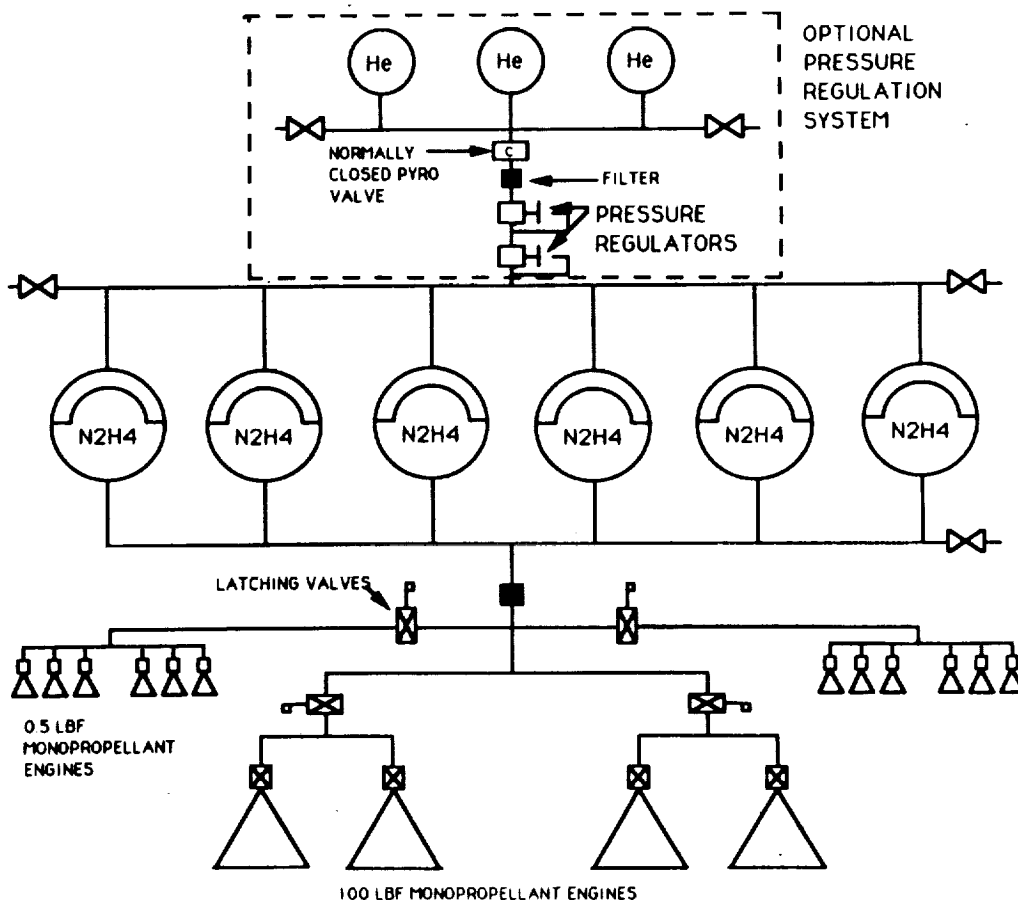 OPTIONAL
PRESSURE
REGULATION
SYSTEM
He He He
NORMALLY
CLOSED PYRO
VALVE
C
FILTER
PRESSURE
REGULATORS
N2H4 N2H4 N2H4 N2H4 N2H4 N2H4
LATCHING VALVES
0.5 LBF
MONOPROPELLANT
ENGINES
100 LBF MONOPROPELLANT ENGINES